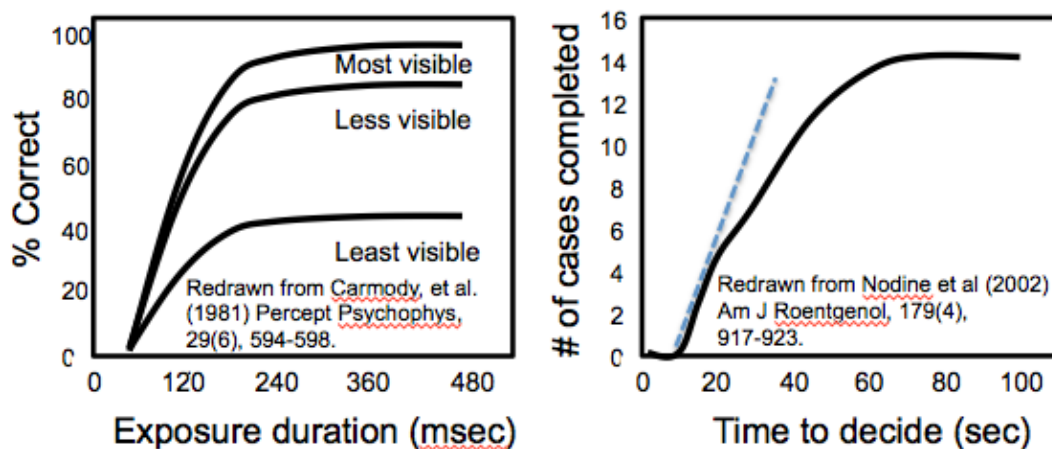 % Correct
100
80
60
40
20
0
Most visible
Less visible
Least visible
Redrawn from Carmody, et al.
(1981) Percept Psychophys,
29(6), 594-598.
0 120 240 360 480
Exposure duration (msec)
# of cases completed
16
14
12
10
8
6
4
2
0
Redrawn from Nodine et al (2002)
Am J Roentgenol, 179(4),
917-923.
0 20 40 60 80 100
Time to decide (sec)